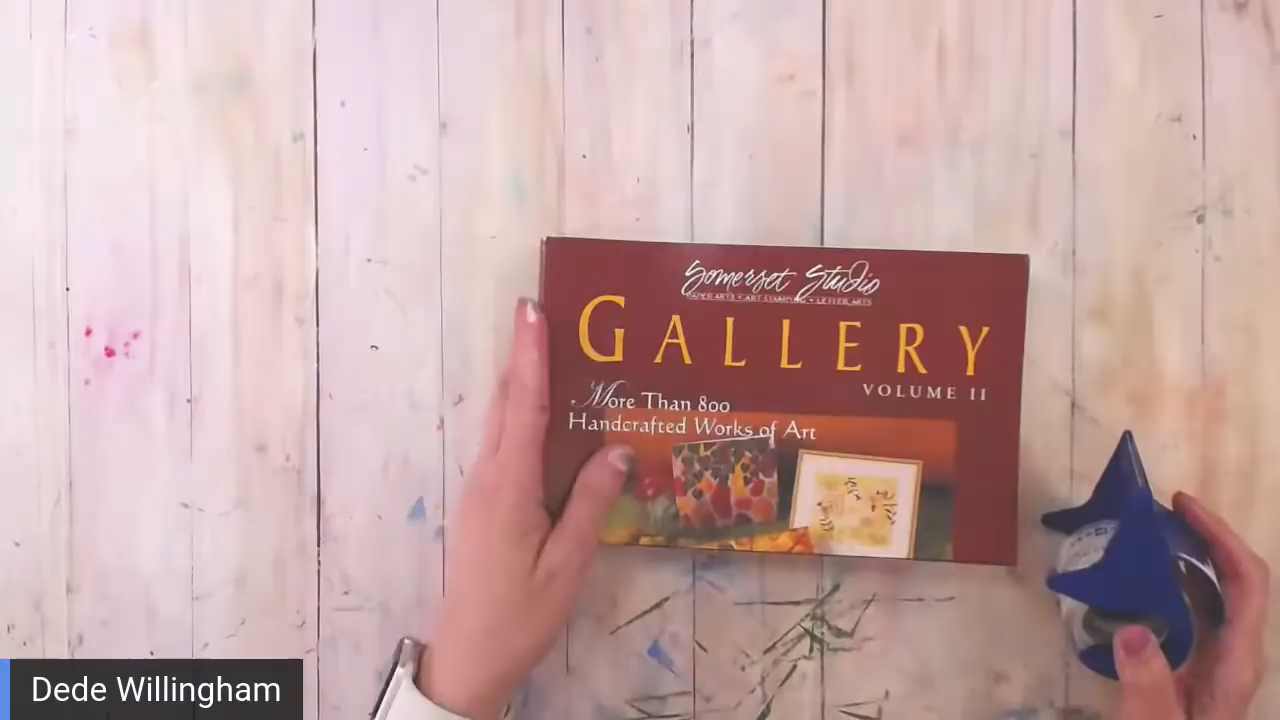 Somerset Studio
PAPER ARTS • ART STAMPING • LETTER ARTS
GALLERY
VOLUME II
More Than 800
Handcrafted Works of Art
Dede Willingham